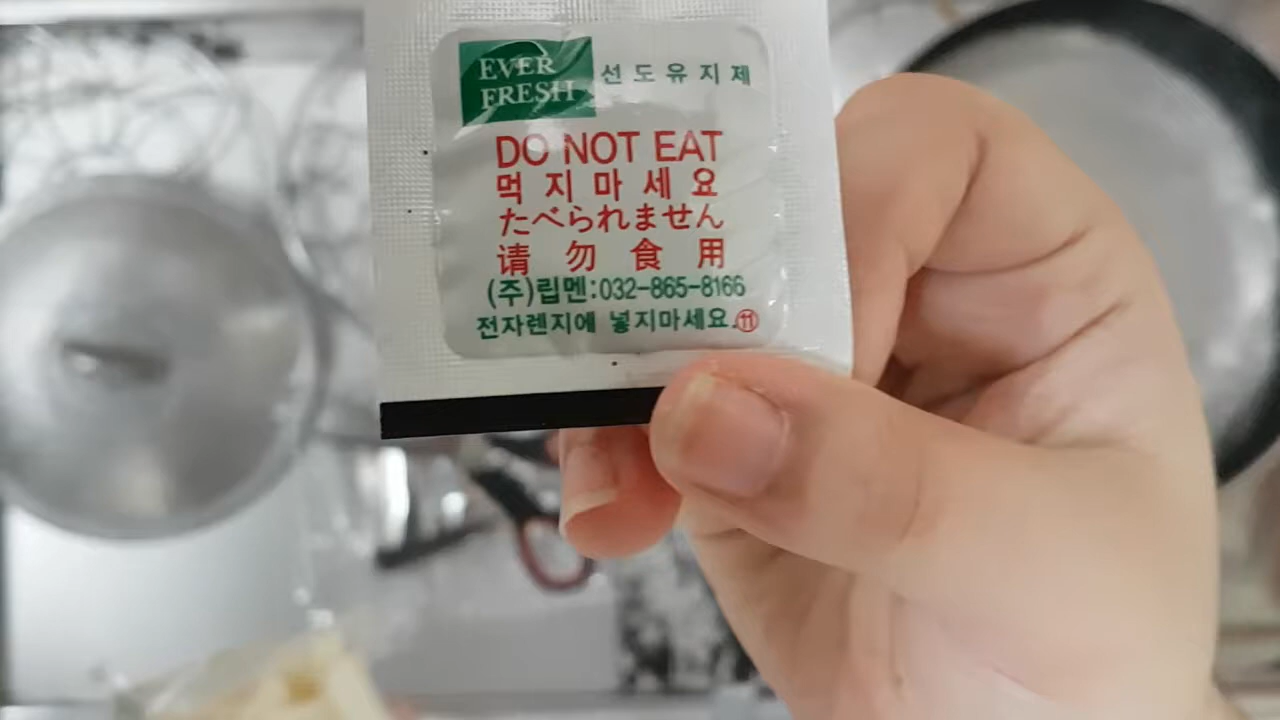 EVER FRESH 선도유지제
DO NOT EAT
먹지마세요
たべられません
请勿食用
(주)립멘:032-865-8166
전자렌지에 넣지마세요.⑪